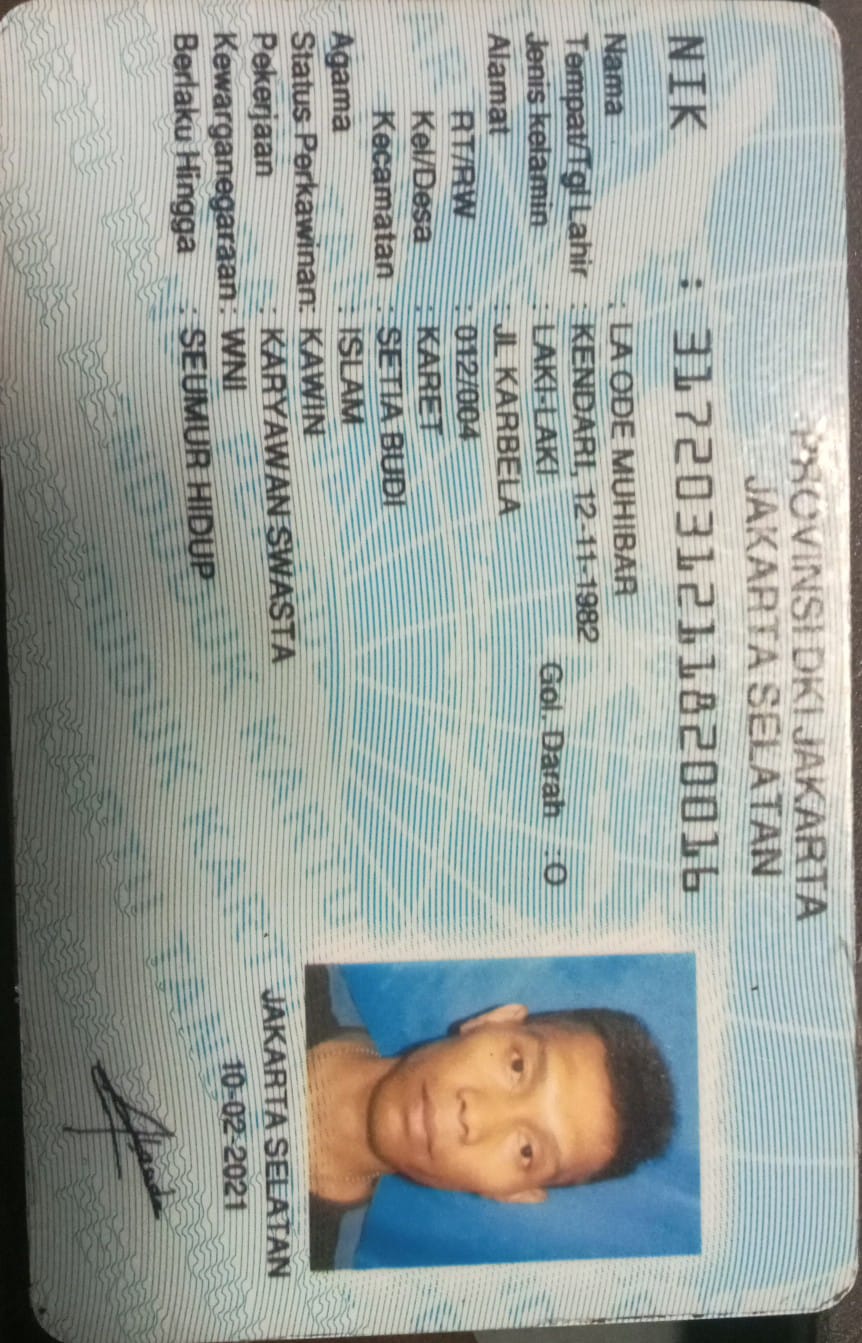 PROVINSI DKI JAKARTA
JAKARTA SELATAN
NIK : 3172031211820016
Nama : LA ODE MUHIBAR
Tempat/Tgl Lahir : KENDARI, 12-11-1982
Jenis kelamin : LAKI-LAKI Gol. Darah : O
Alamat : JL KARBELA
RT/RW : 012/004
Kel/Desa : KARET
Kecamatan : SETIA BUDI
Agama : ISLAM
Status Perkawinan: KAWIN
Pekerjaan : KARYAWAN SWASTA
Kewarganegaraan: WNI
Berlaku Hingga : SEUMUR HIDUP
JAKARTA SELATAN
10-02-2021